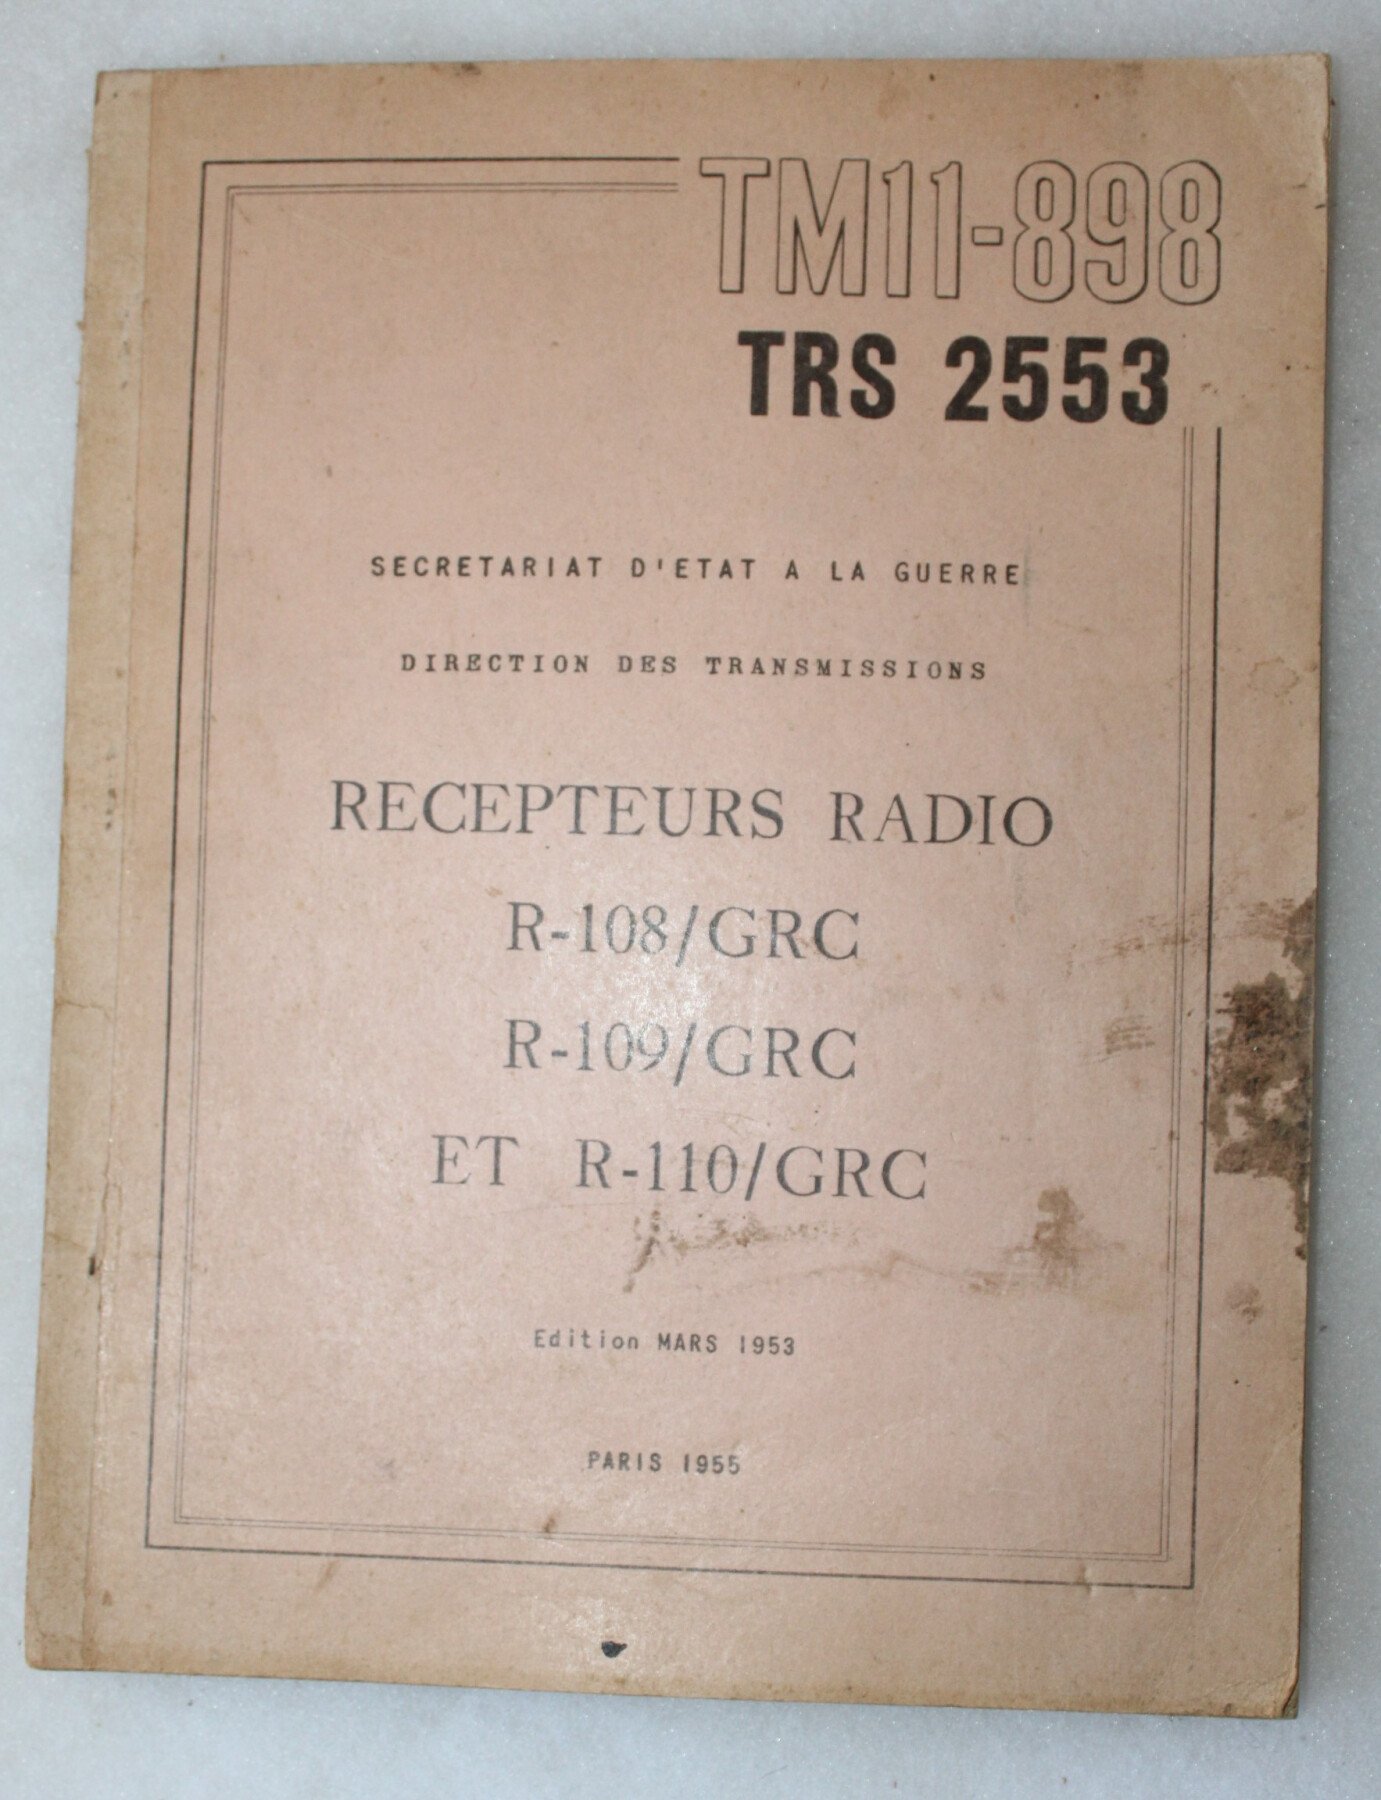 TM11-898
TRS 2553
SECRETARIAT D'ETAT A LA GUERRE
DIRECTION DES TRANSMISSIONS
RECEPTEURS RADIO
R-108/GRC
R-109/GRC
ET R-110/GRC
Edition MARS 1953
PARIS 1955